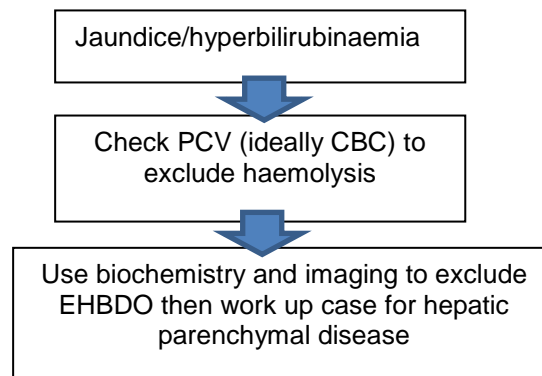 Jaundice/hyperbilirubinaemia
Check PCV (ideally CBC) to
exclude haemolysis
Use biochemistry and imaging to exclude
EHBDO then work up case for hepatic
parenchymal disease